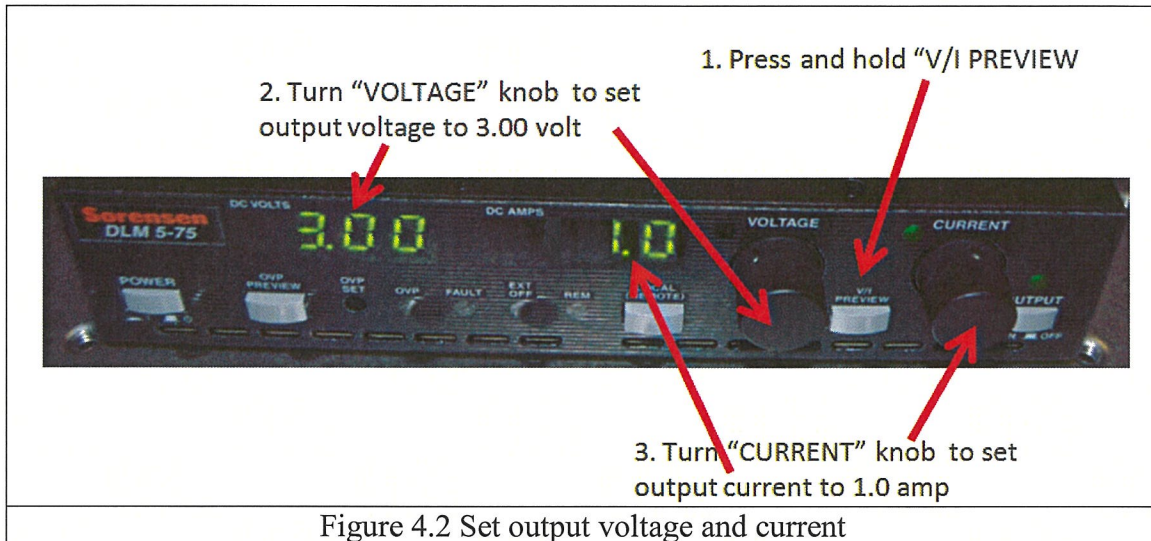 1. Press and hold “V/I PREVIEW
2. Turn “VOLTAGE” knob to set
output voltage to 3.00 volt
Sorensen
DLM 5-75
DC VOLTS
3.00
DC AMPS
1.0
VOLTAGE
CURRENT
POWER
OVP
PREVIEW
OVP
SET
OVP
FAULT
EXT
OFF
REM
V/I
PREVIEW
OFF
3. Turn “CURRENT” knob to set
output current to 1.0 amp
Figure 4.2 Set output voltage and current